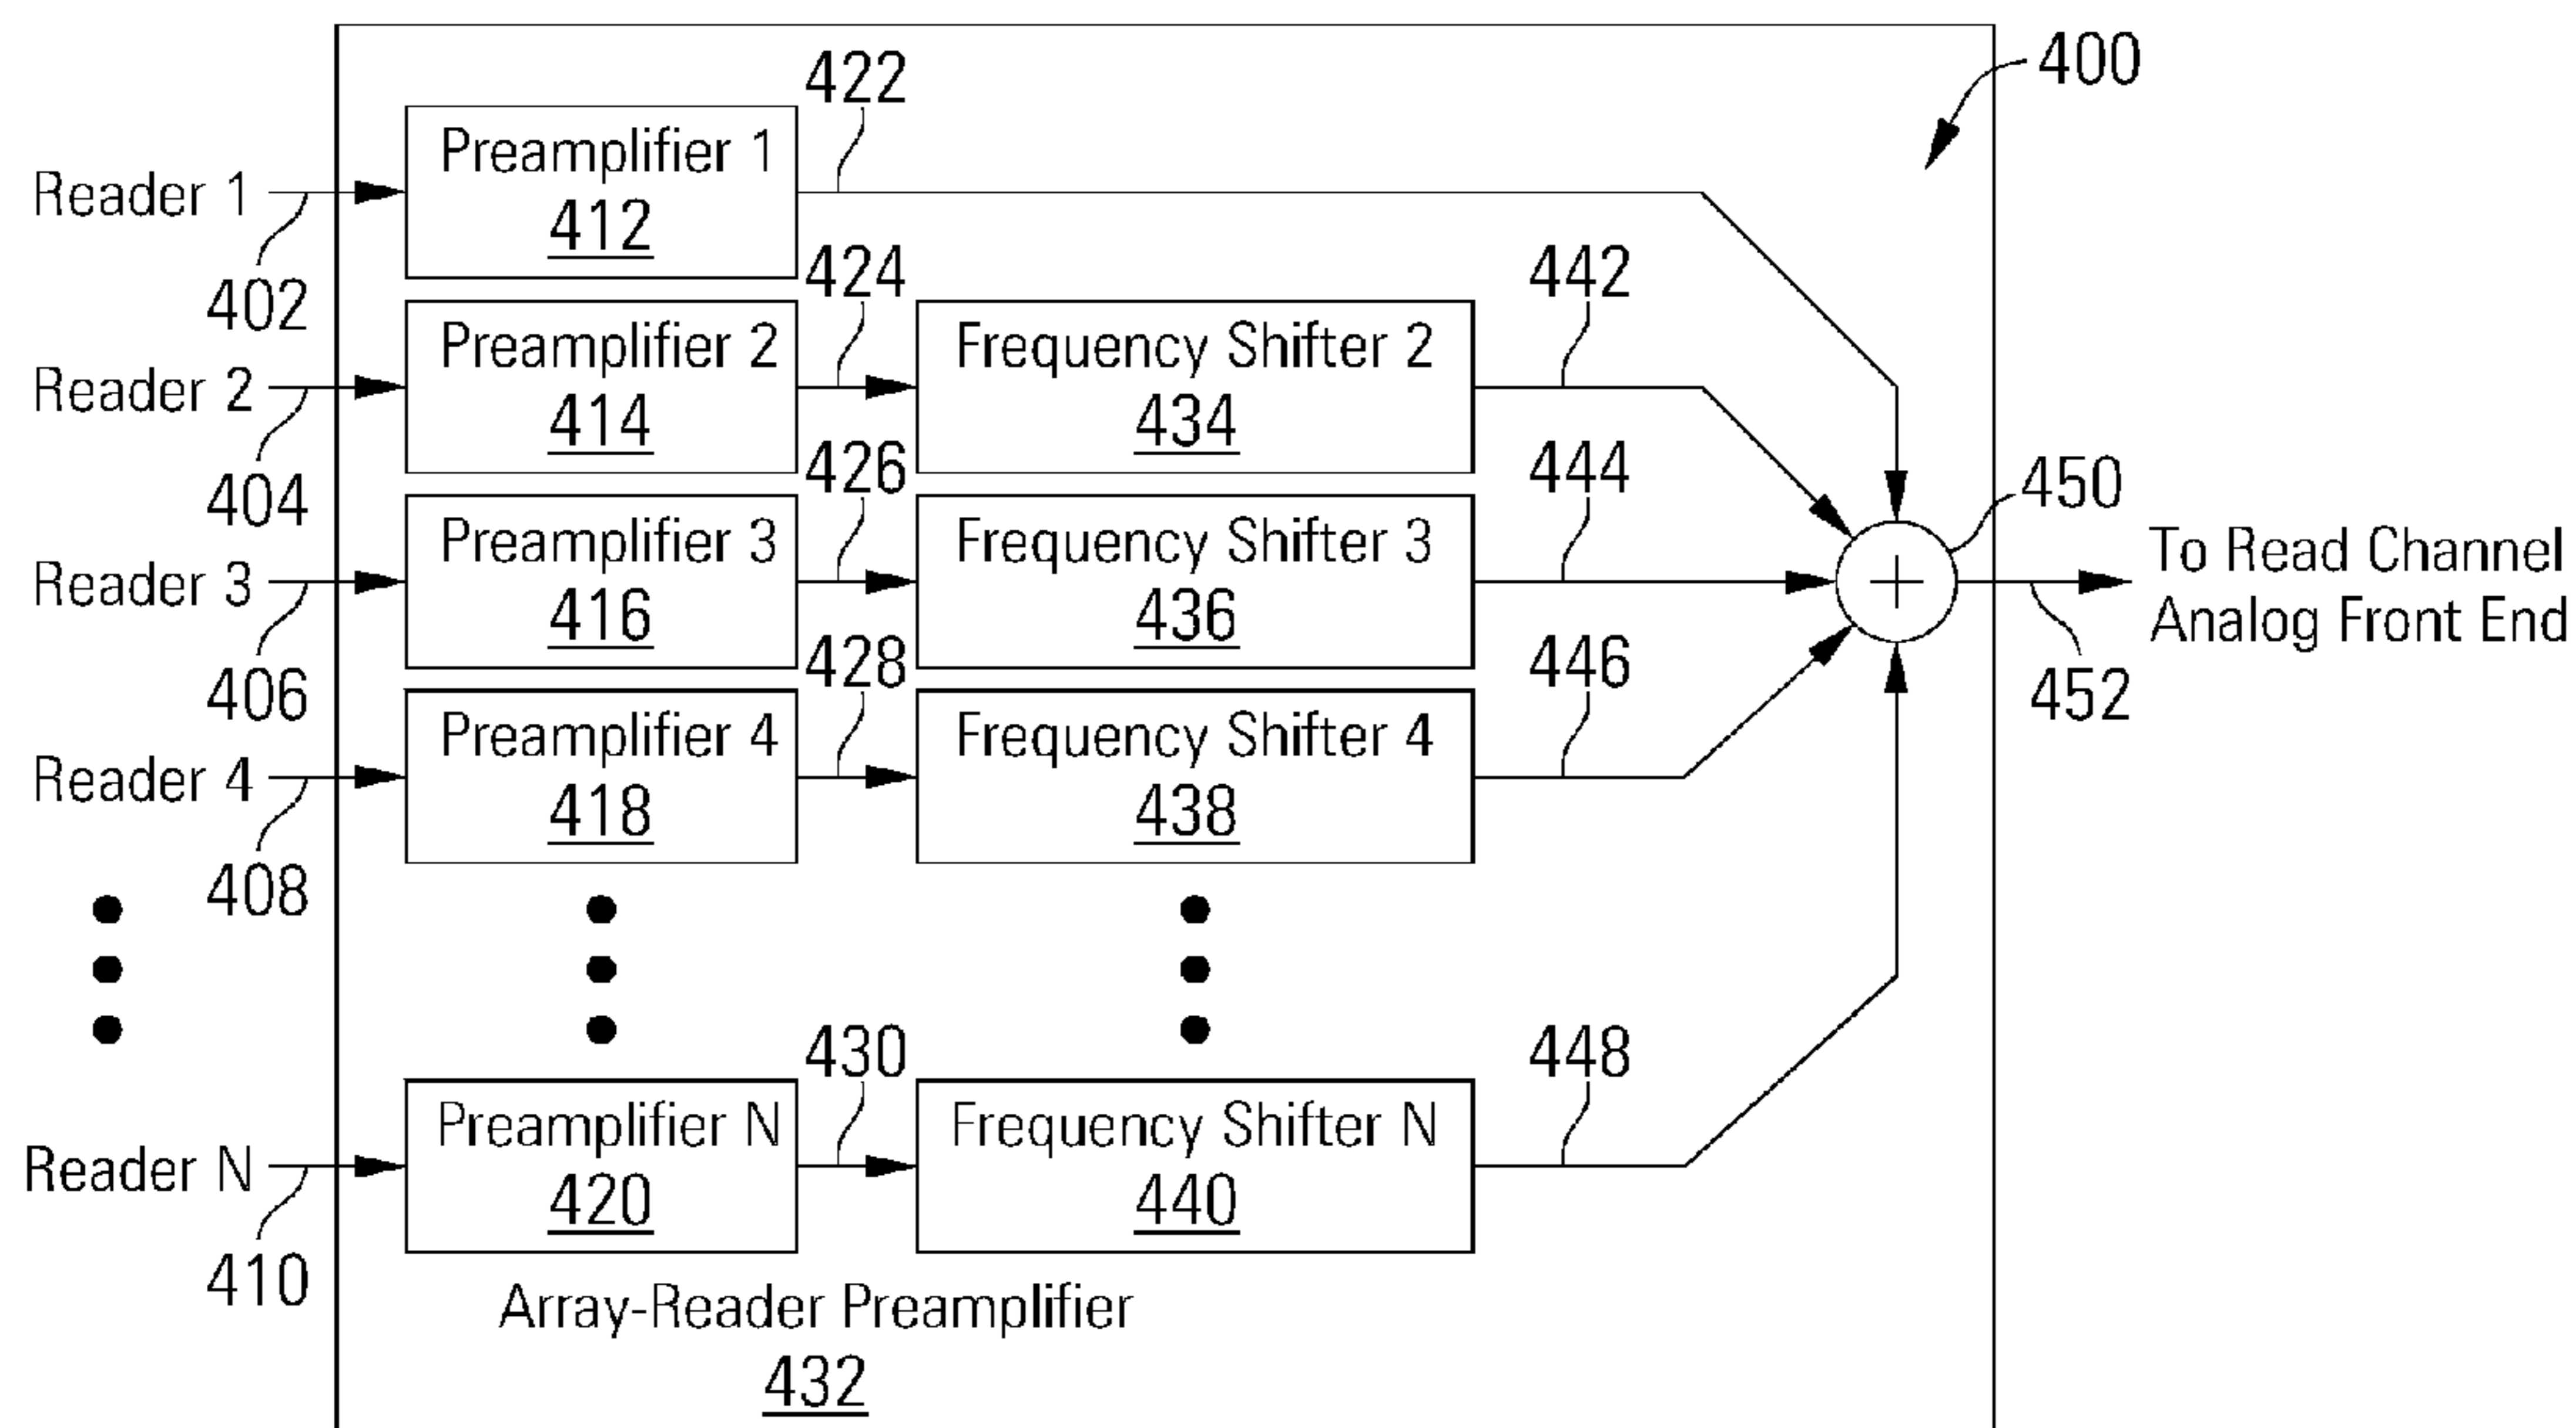 400
422
Preamplifier 1
412
Reader 1
402
424
442
Preamplifier 2
414
Frequency Shifter 2
434
Reader 2
404
426
444
450
Preamplifier 3
416
Frequency Shifter 3
436
Reader 3
406
To Read Channel
Analog Front End
452
428
446
Preamplifier 4
418
Frequency Shifter 4
438
Reader 4
408
430
448
Preamplifier N
420
Frequency Shifter N
440
Reader N
410
Array-Reader Preamplifier
432